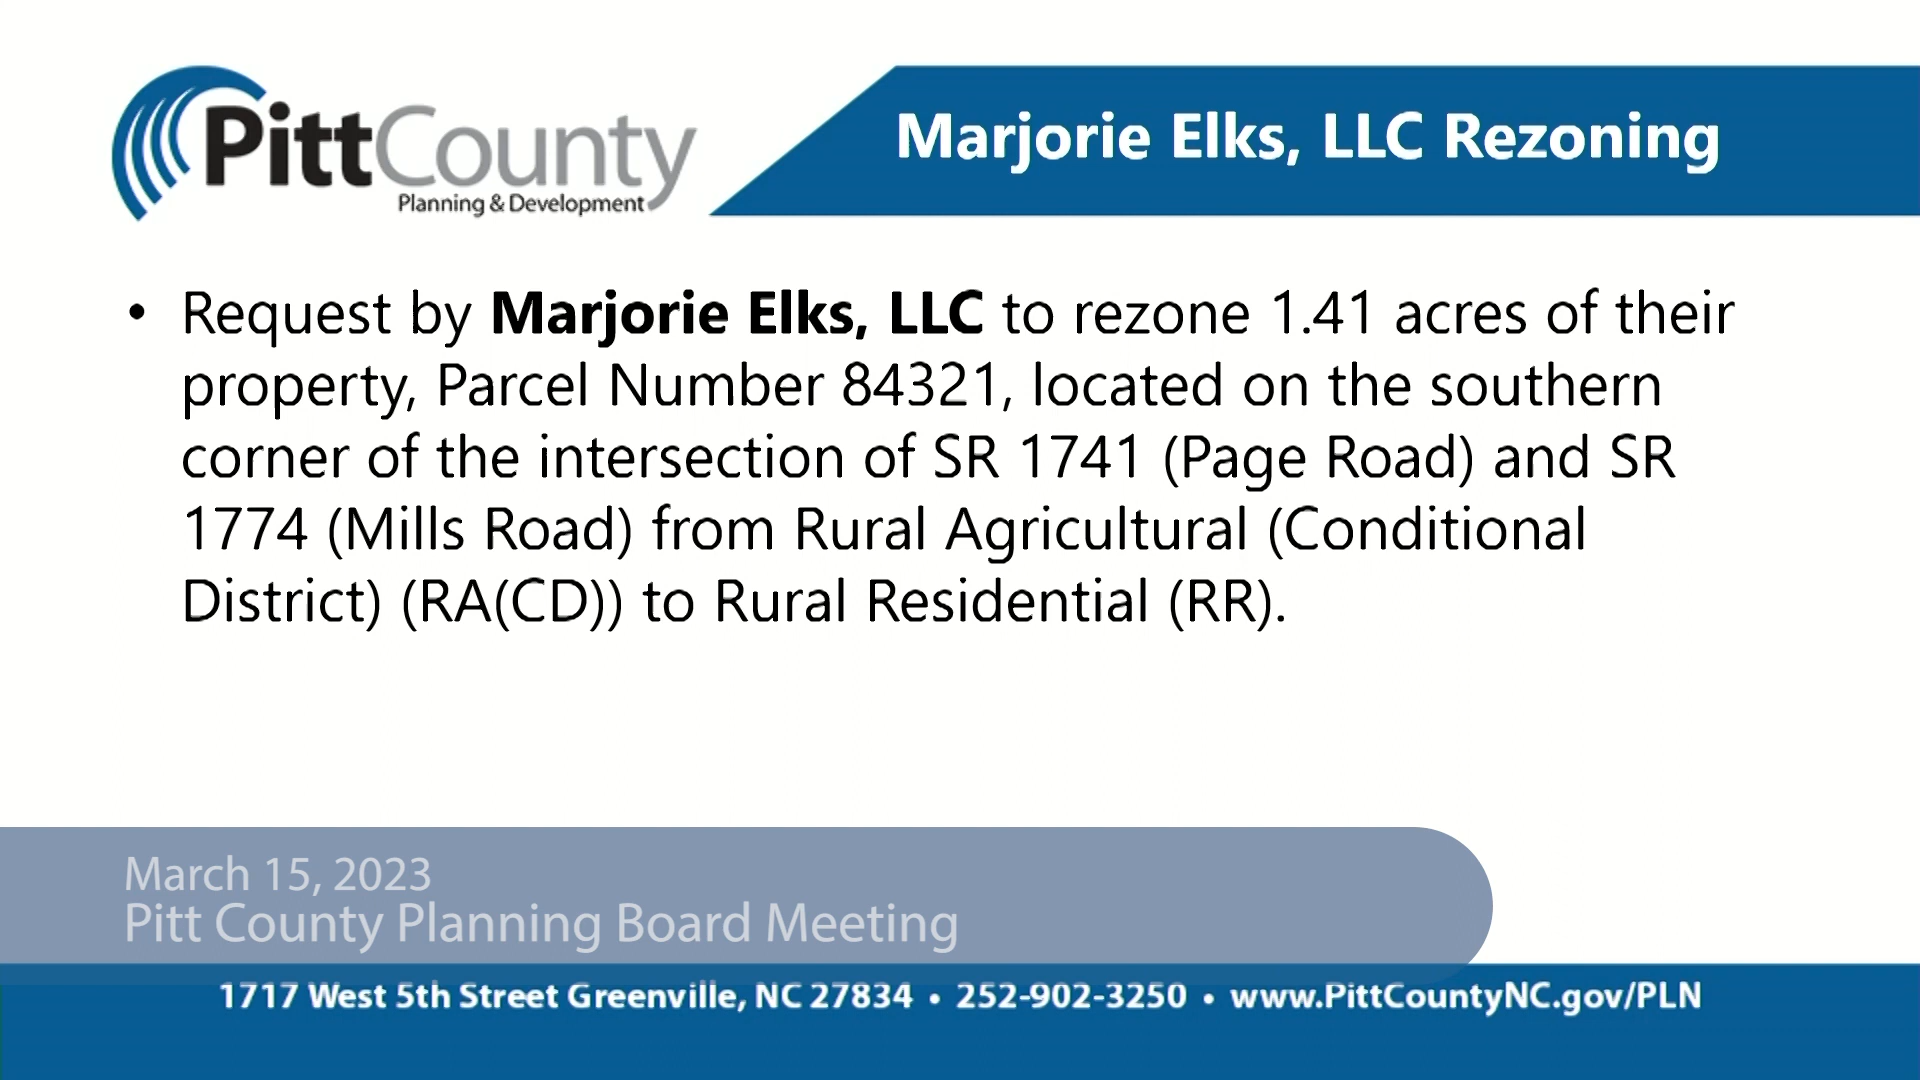 PittCounty
Planning & Development
Marjorie Elks, LLC Rezoning
• Request by Marjorie Elks, LLC to rezone 1.41 acres of their
property, Parcel Number 84321, located on the southern
corner of the intersection of SR 1741 (Page Road) and SR
1774 (Mills Road) from Rural Agricultural (Conditional
District) (RA(CD)) to Rural Residential (RR).
March 15, 2023
Pitt County Planning Board Meeting
1717 West 5th Street Greenville, NC 27834 • 252-902-3250 • www.PittCountyNC.gov/PLN